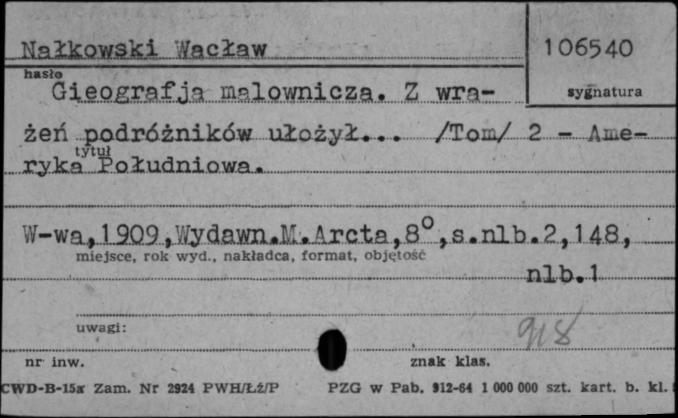 Nałkowski Wacław
106540
hasło
sygnatura
Gieografja malownicza. Z wra-
żeń podróżników ułożył... /Tom/ 2 - Ame-
tytuł
ryka Południowa.
W-wa,1909,Wydawn.M.Arcta,8°,s.nlb.2,148,
miejsce, rok wyd., nakładca, format, objętość
nlb.1
uwagi:
918
nr inw.
znak klas.
CWD-B-15a Zam. Nr 2924 PWH/Łż/P PZG w Pab. 912-64 1 000 000 szt. kart. b. kl.